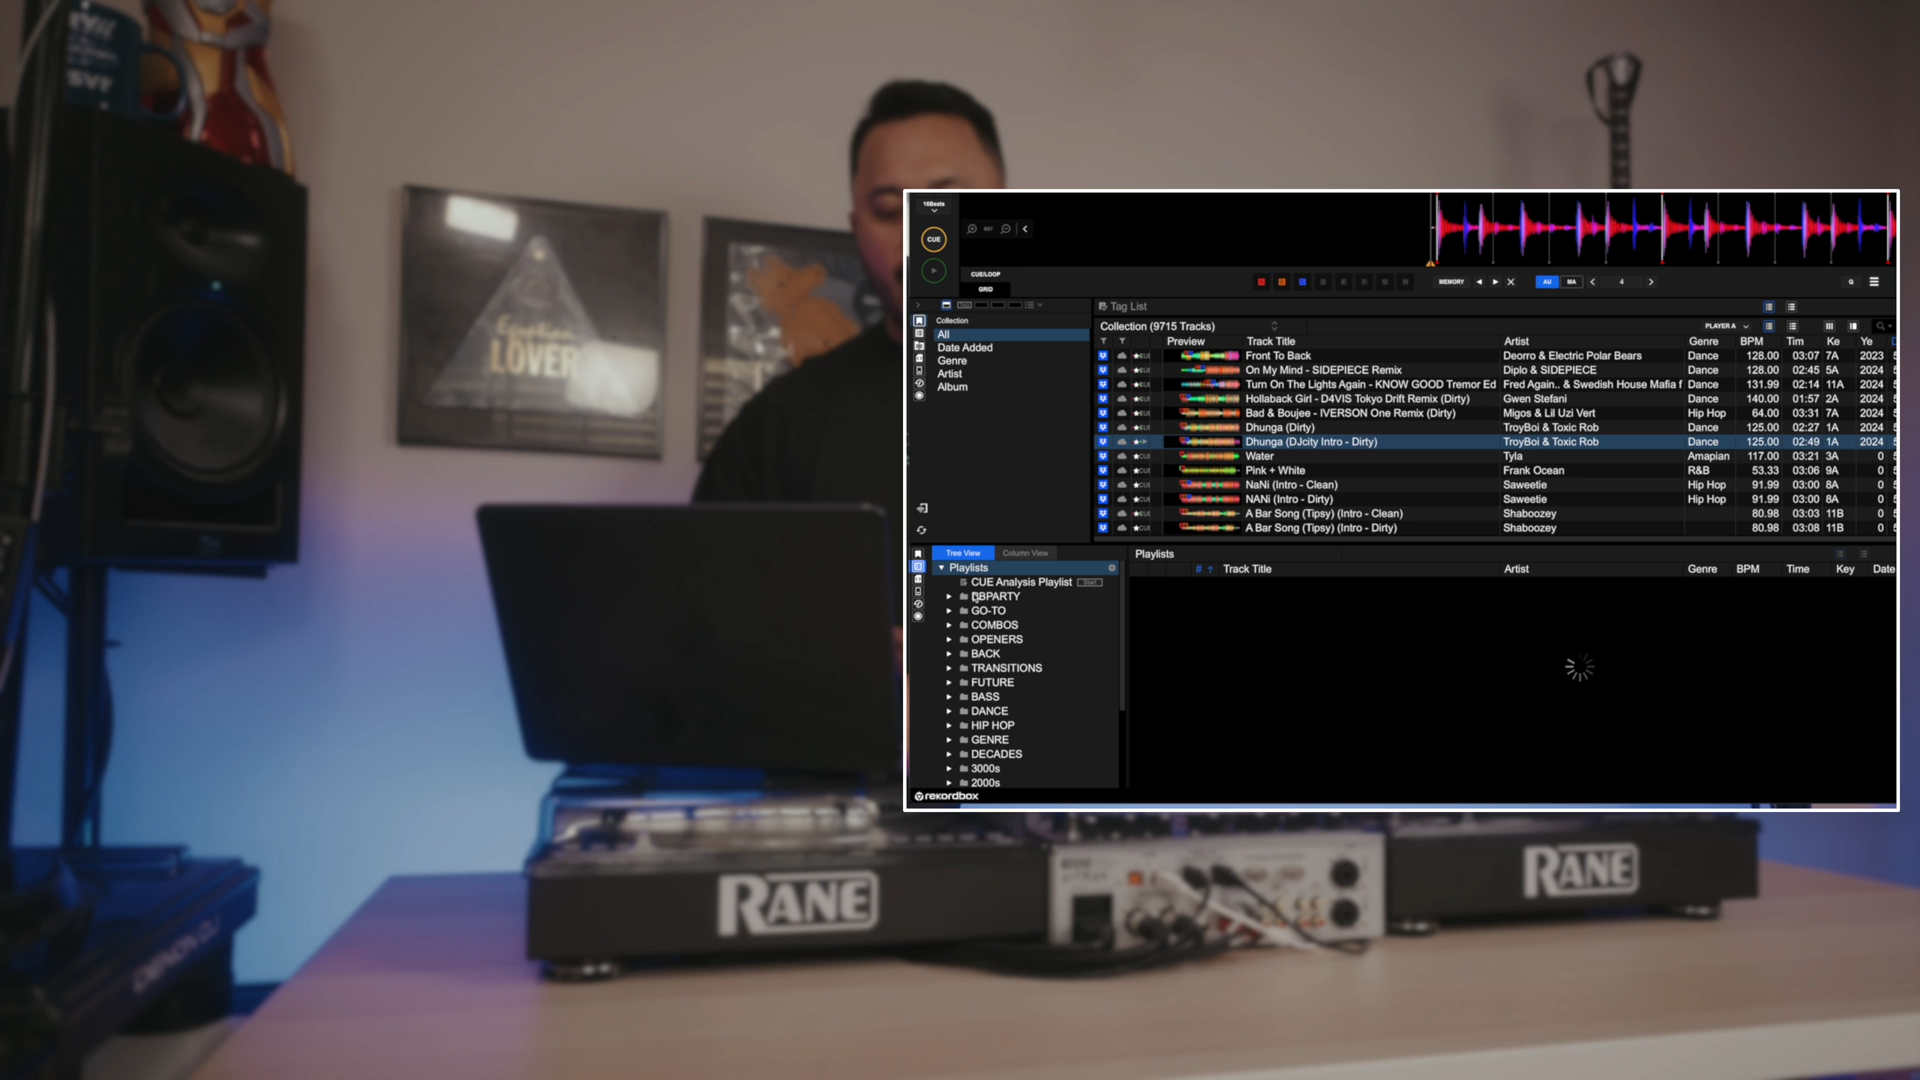 LOVER
RANE
RANE
16Beats
CUE
RST
CUE/LOOP
GRID
MEMORY
AU
MA
4
Q
Tag List
Collection
All
Date Added
Genre
Artist
Album
Collection (9715 Tracks)
PLAYER A
Preview Track Title Artist Genre BPM Tim Ke Ye
Front To Back Deorro & Electric Polar Bears Dance 128.00 03:07 7A 2023
On My Mind - SIDEPIECE Remix Diplo & SIDEPIECE Dance 128.00 02:45 5A 2024
Turn On The Lights Again - KNOW GOOD Tremor Ed Fred Again.. & Swedish House Mafia f Dance 131.99 02:14 11A 2024
Hollaback Girl - D4VIS Tokyo Drift Remix (Dirty) Gwen Stefani Dance 140.00 01:57 2A 2024
Bad & Boujee - IVERSON One Remix (Dirty) Migos & Lil Uzi Vert Hip Hop 64.00 03:31 7A 2024
Dhunga (Dirty) TroyBoi & Toxic Rob Dance 125.00 02:27 1A 2024
Dhunga (DJcity Intro - Dirty) TroyBoi & Toxic Rob Dance 125.00 02:49 1A 2024
Water Tyla Amapian 117.00 03:21 3A 0
Pink + White Frank Ocean R&B 53.33 03:06 9A 0
NaNi (Intro - Clean) Saweetie Hip Hop 91.99 03:00 8A 0
NANi (Intro - Dirty) Saweetie Hip Hop 91.99 03:00 8A 0
A Bar Song (Tipsy) (Intro - Clean) Shaboozey 80.98 03:03 11B 0
A Bar Song (Tipsy) (Intro - Dirty) Shaboozey 80.98 03:08 11B 0
Tree View Column View
Playlists
CUE Analysis Playlist Start
GO-TO
COMBOS
OPENERS
BACK
TRANSITIONS
FUTURE
BASS
DANCE
HIP HOP
GENRE
DECADES
3000s
2000s
rekordbox
Playlists
# Track Title Artist Genre BPM Time Key Date